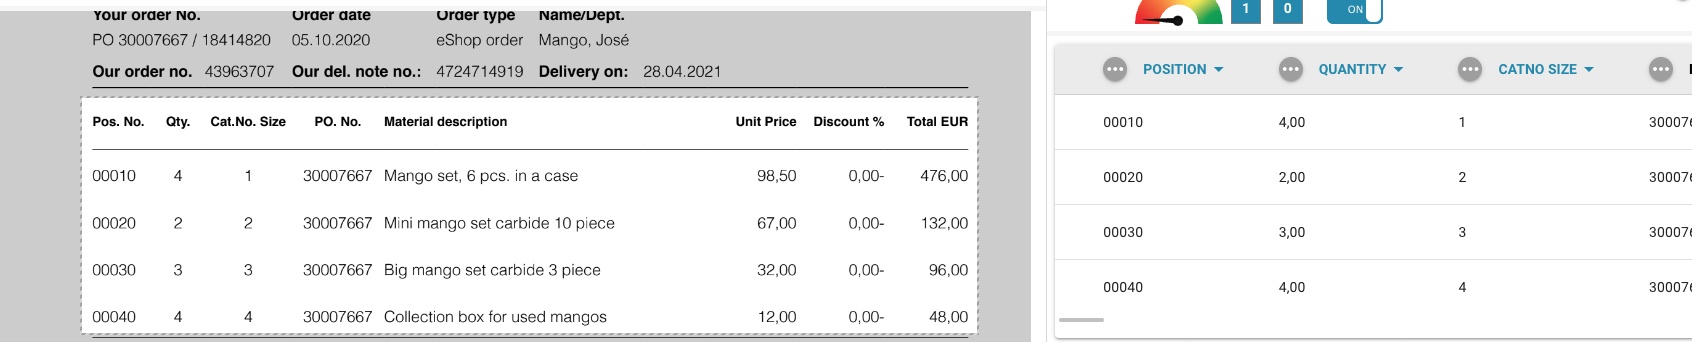 Your order No. Order date Order type Name/Dept.
PO 30007667 / 18414820 05.10.2020 eShop order Mango, José
Our order no. 43963707 Our del. note no.: 4724714919 Delivery on: 28.04.2021
Pos. No. Qty. Cat.No. Size PO. No. Material description Unit Price Discount % Total EUR
00010 4 1 30007667 Mango set, 6 pcs. in a case 98,50 0,00- 476,00
00020 2 2 30007667 Mini mango set carbide 10 piece 67,00 0,00- 132,00
00030 3 3 30007667 Big mango set carbide 3 piece 32,00 0,00- 96,00
00040 4 4 30007667 Collection box for used mangos 12,00 0,00- 48,00
1 0 ON
POSITION QUANTITY CATNO SIZE
00010 4,00 1 30007
00020 2,00 2 30007
00030 3,00 3 30007
00040 4,00 4 30007